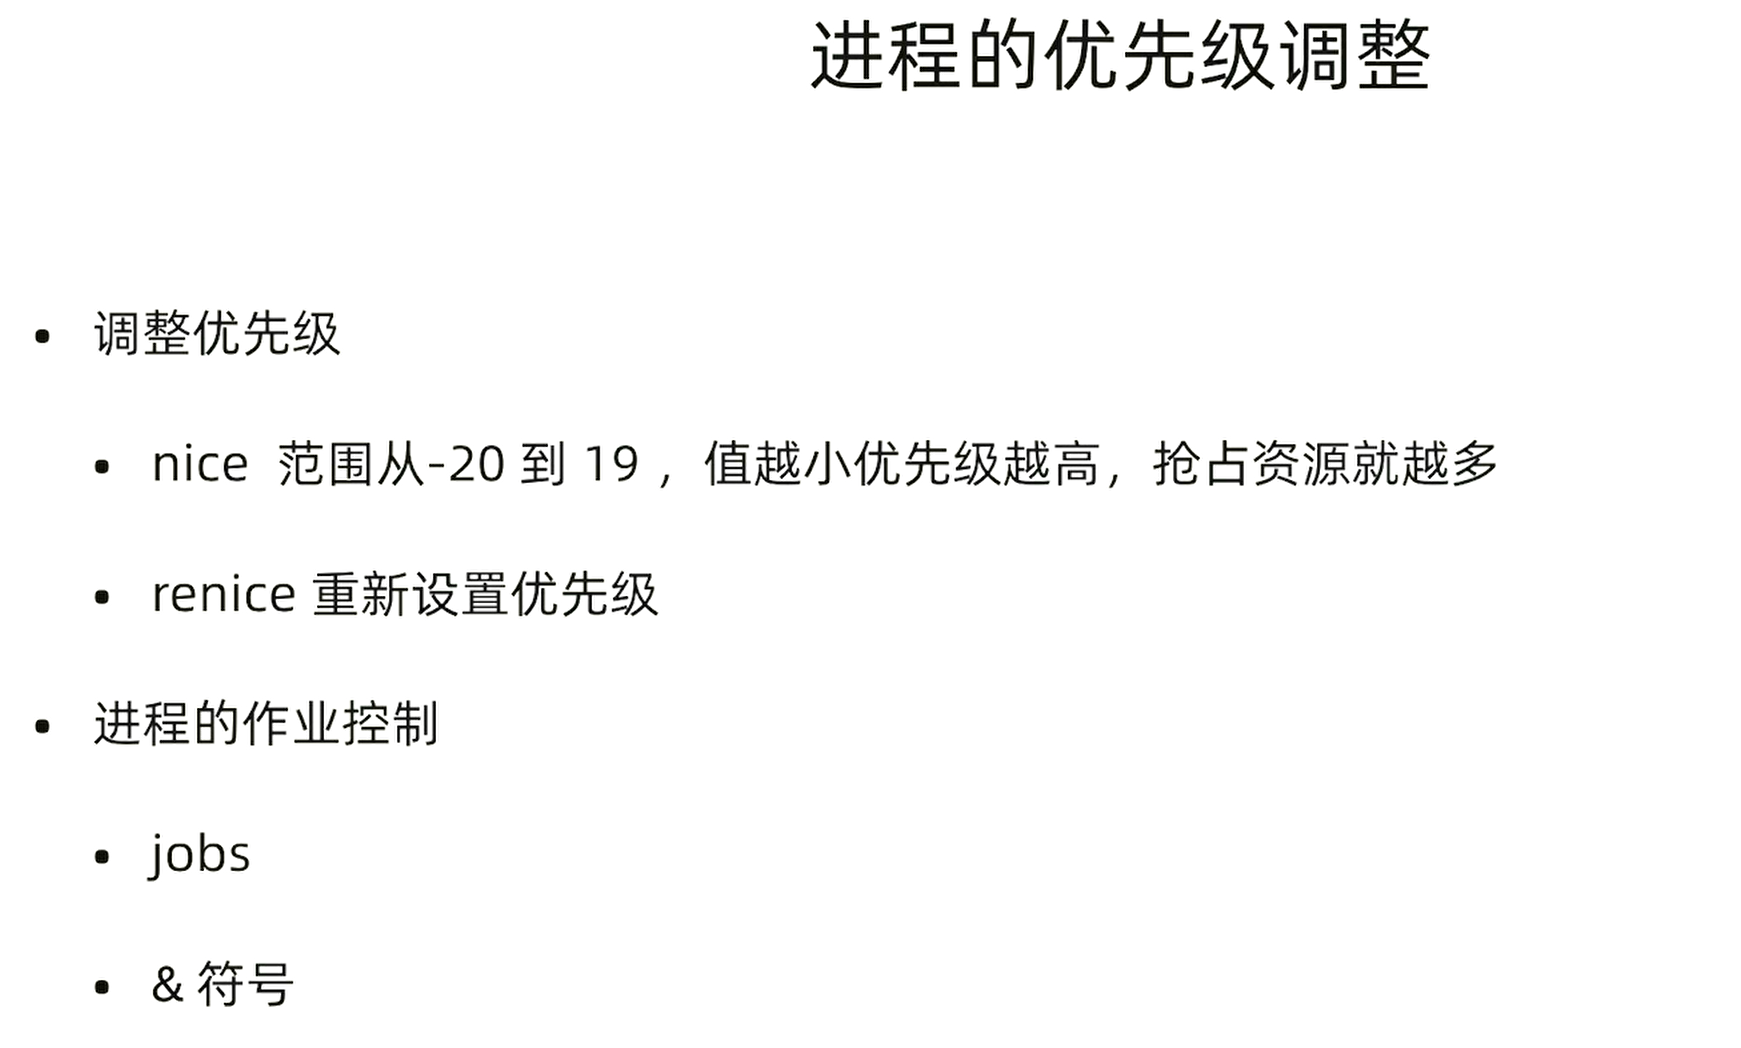 进程的优先级调整
• 调整优先级
• nice 范围从-20 到 19 ，值越小优先级越高，抢占资源就越多
• renice 重新设置优先级
• 进程的作业控制
• jobs
• & 符号